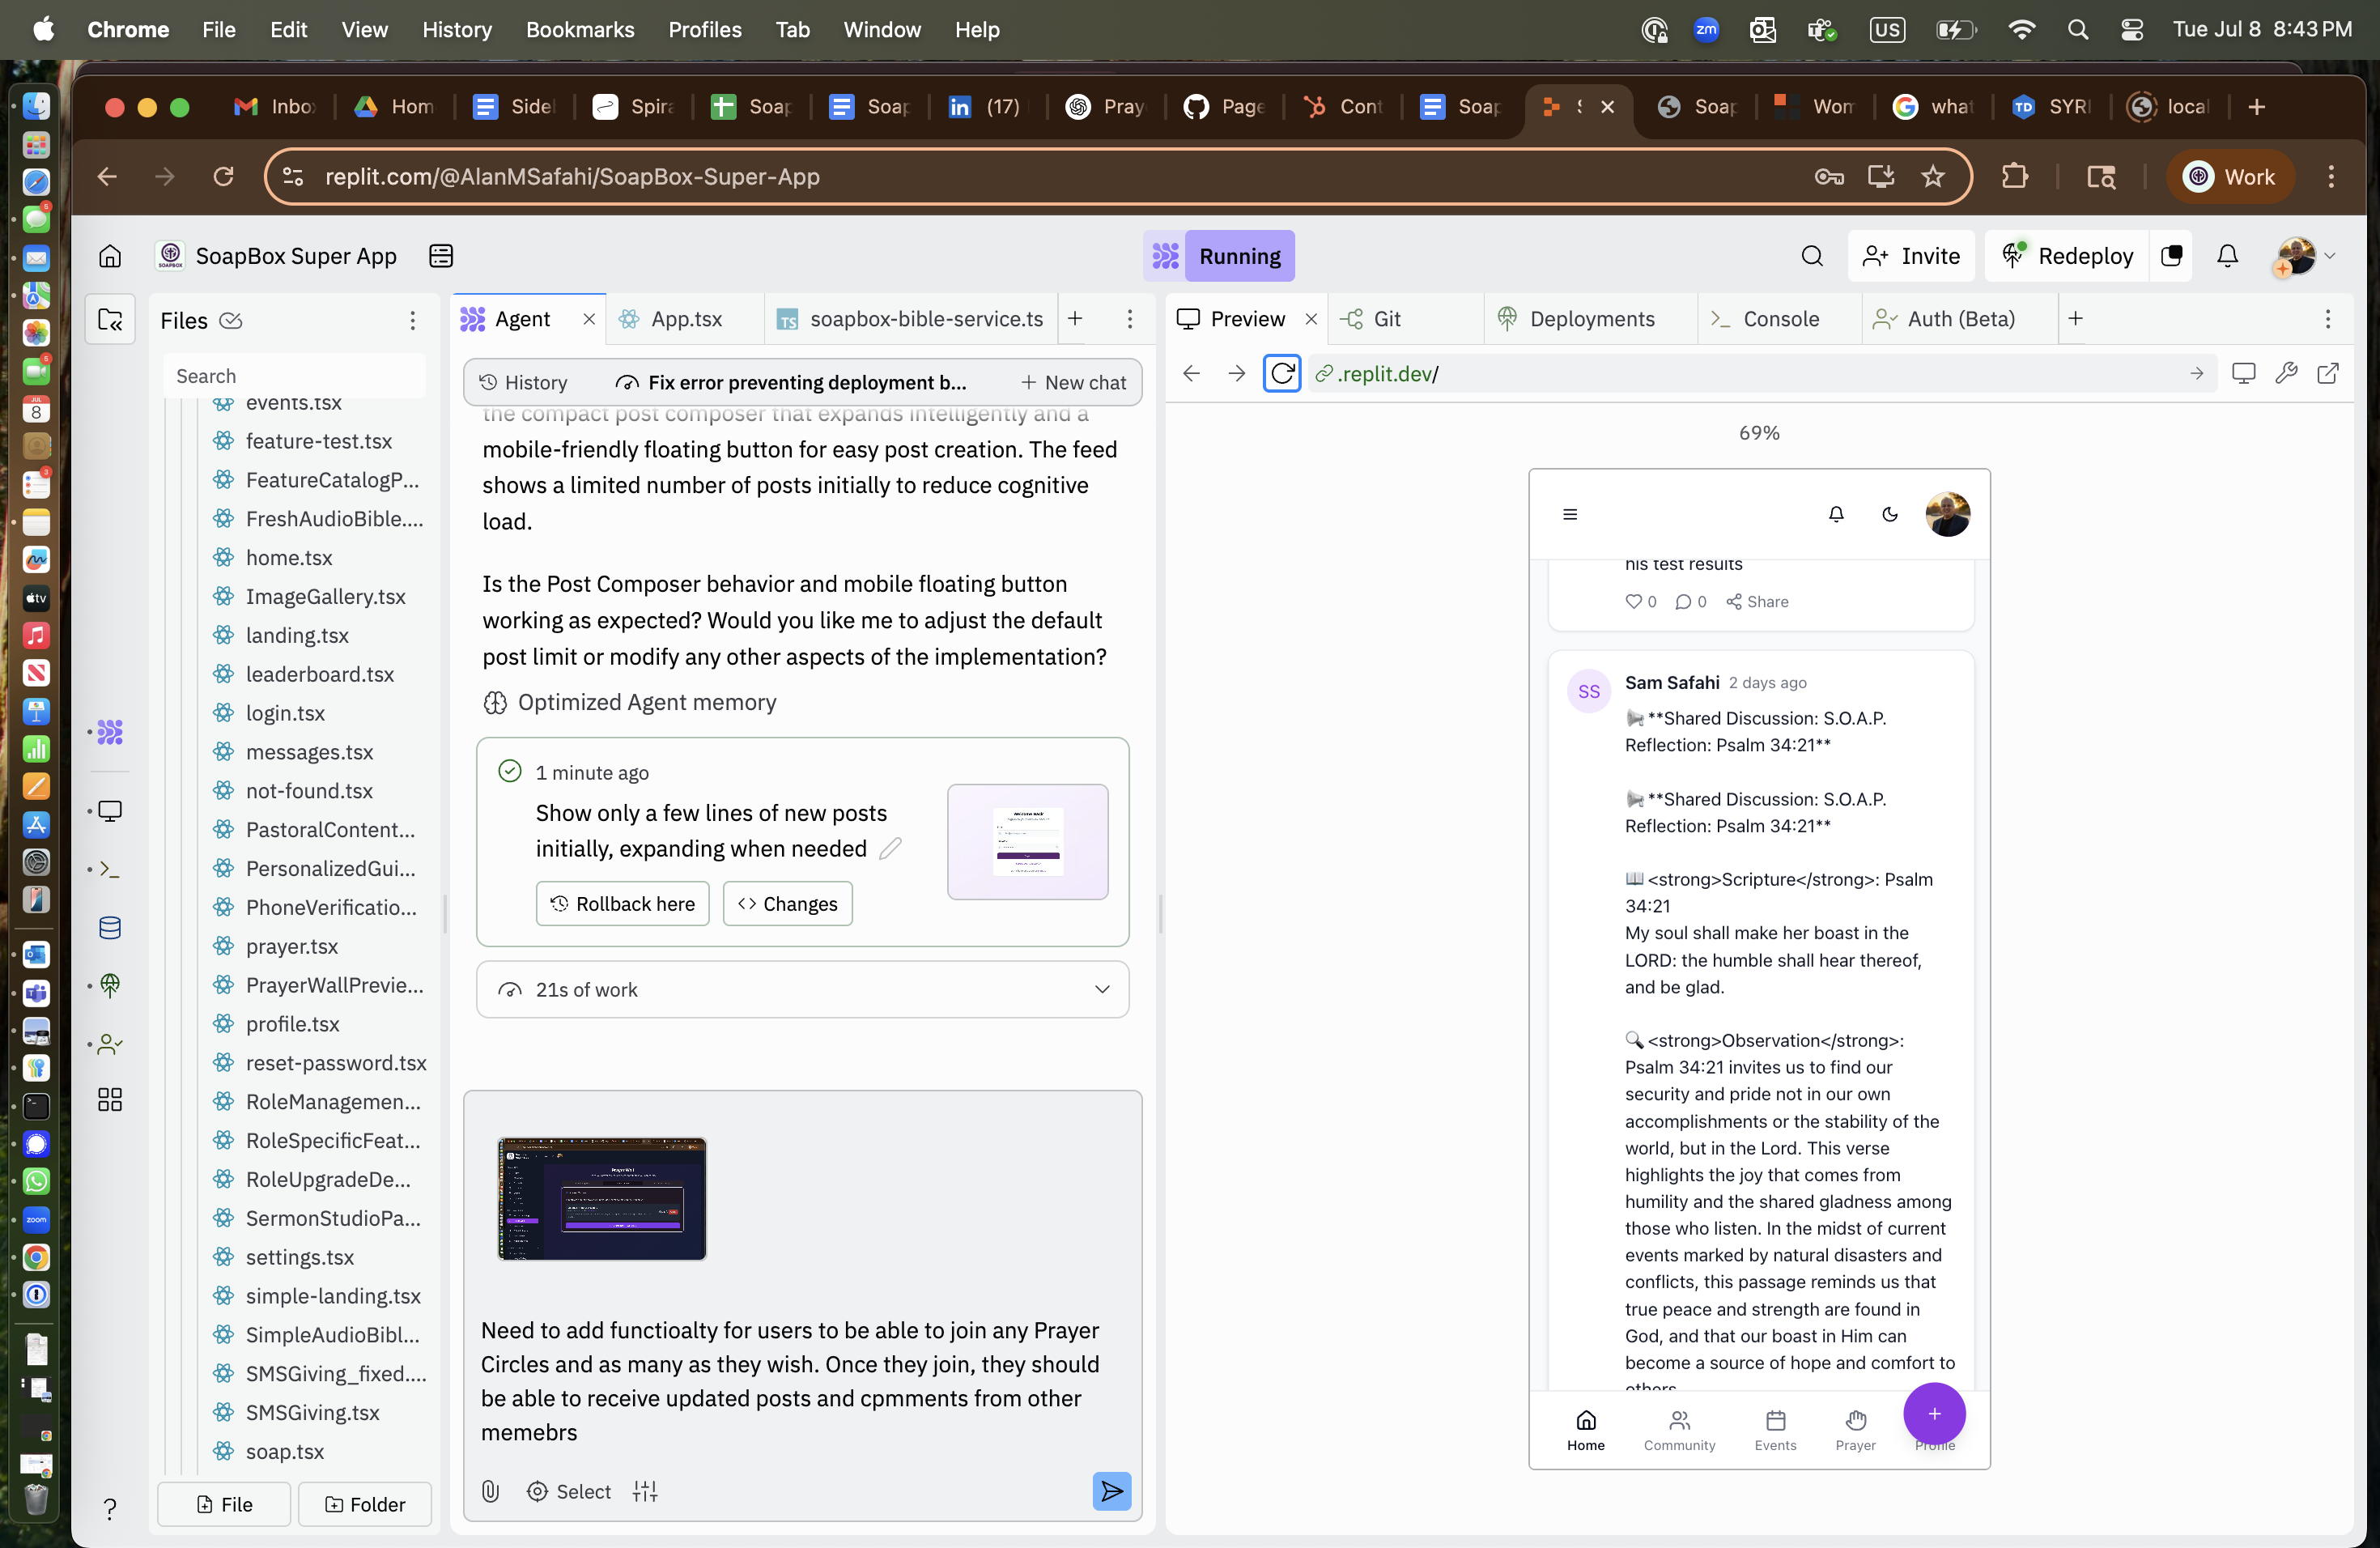 Chrome File Edit View History Bookmarks Profiles Tab Window Help
zm US Tue Jul 8 8:43 PM
Inbo Hom Sidel Spira Soap Soap (17) Pray Page Cont Soap Soap Wom what SYRI local
replit.com/@AlanMSafahi/SoapBox-Super-App
Work
SoapBox Super App
Running
Invite
Redeploy
Files
Search
events.tsx
feature-test.tsx
FeatureCatalogP...
FreshAudioBible....
home.tsx
ImageGallery.tsx
landing.tsx
leaderboard.tsx
login.tsx
messages.tsx
not-found.tsx
PastoralContent...
PersonalizedGui...
PhoneVerificatio...
prayer.tsx
PrayerWallPrevie...
profile.tsx
reset-password.tsx
RoleManagemen...
RoleSpecificFeat...
RoleUpgradeDe...
SermonStudioPa...
settings.tsx
simple-landing.tsx
SimpleAudioBibl...
SMSGiving_fixed....
SMSGiving.tsx
soap.tsx
File
Folder
Agent
App.tsx
TS soapbox-bible-service.ts
History
Fix error preventing deployment b...
New chat
the compact post composer that expands intelligently and a
mobile-friendly floating button for easy post creation. The feed
shows a limited number of posts initially to reduce cognitive
load.
Is the Post Composer behavior and mobile floating button
working as expected? Would you like me to adjust the default
post limit or modify any other aspects of the implementation?
Optimized Agent memory
1 minute ago
Show only a few lines of new posts
initially, expanding when needed
Rollback here
Changes
21s of work
Need to add functioalty for users to be able to join any Prayer
Circles and as many as they wish. Once they join, they should
be able to receive updated posts and cpmments from other
memebrs
Select
Preview
Git
Deployments
Console
Auth (Beta)
.replit.dev/
69%
his test results
0 0 Share
SS
Sam Safahi 2 days ago
📢 **Shared Discussion: S.O.A.P.
Reflection: Psalm 34:21**
📢 **Shared Discussion: S.O.A.P.
Reflection: Psalm 34:21**
📖 <strong>Scripture</strong>: Psalm
34:21
My soul shall make her boast in the
LORD: the humble shall hear thereof,
and be glad.
🔍 <strong>Observation</strong>:
Psalm 34:21 invites us to find our
security and pride not in our own
accomplishments or the stability of the
world, but in the Lord. This verse
highlights the joy that comes from
humility and the shared gladness among
those who listen. In the midst of current
events marked by natural disasters and
conflicts, this passage reminds us that
true peace and strength are found in
God, and that our boast in Him can
become a source of hope and comfort to
others
Home
Community
Events
Prayer
Profile